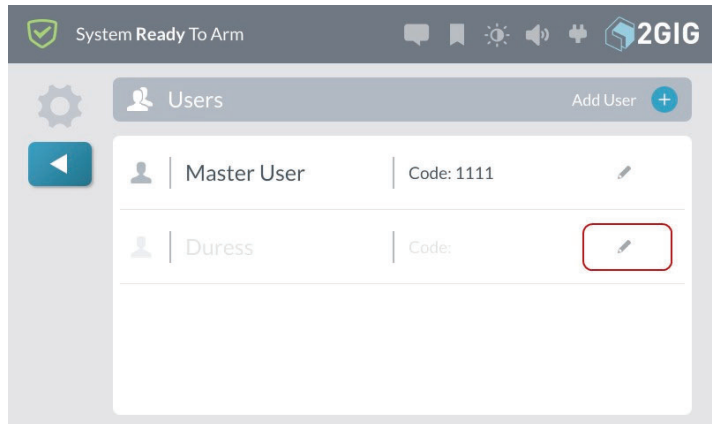 System Ready To Arm
2GIG
Users
Add User
Master User
Code: 1111
Duress
Code: